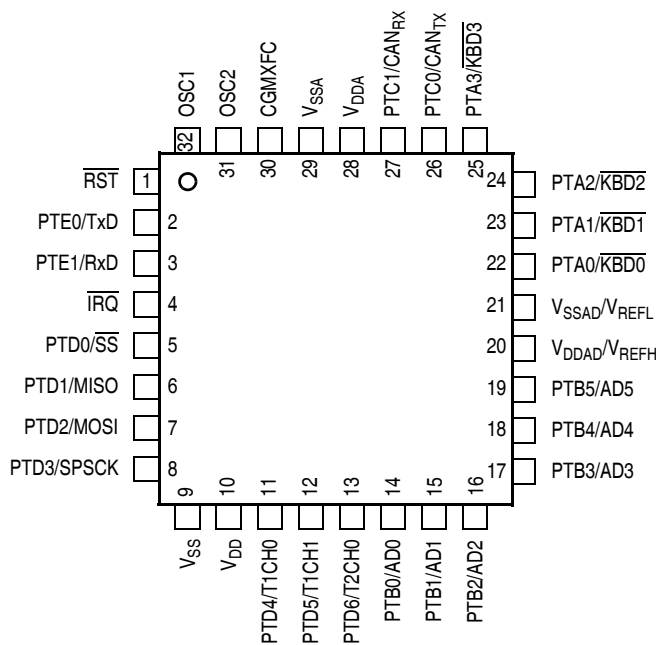 OSC1
OSC2
CGMXFC
VSSA
VDDA
PTC1/CANRX
PTC0/CANTX
PTA3/KBD3
32
31
30
29
28
27
26
25
RST 1
PTE0/TxD 2
PTE1/RxD 3
IRQ 4
PTD0/SS 5
PTD1/MISO 6
PTD2/MOSI 7
PTD3/SPSCK 8
24 PTA2/KBD2
23 PTA1/KBD1
22 PTA0/KBD0
21 VSSAD/VREFL
20 VDDAD/VREFH
19 PTB5/AD5
18 PTB4/AD4
17 PTB3/AD3
9
10
11
12
13
14
15
16
VSS
VDD
PTD4/T1CH0
PTD5/T1CH1
PTD6/T2CH0
PTB0/AD0
PTB1/AD1
PTB2/AD2